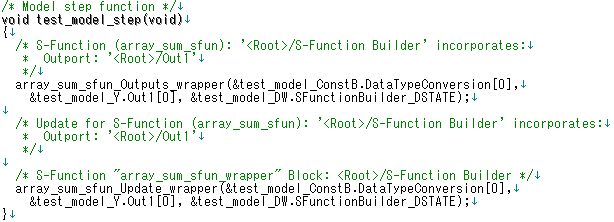 /* Model step function */↓
void test_model_step(void)↓
{↓
/* S-Function (array_sum_sfun): '<Root>/S-Function Builder' incorporates:↓
*  Outport: '<Root>/Out1'↓
*/↓
array_sum_sfun_Outputs_wrapper(&test_model_ConstB.DataTypeConversion[0],↓
&test_model_Y.Out1[0], &test_model_DW.SFunctionBuilder_DSTATE);↓
↓
/* Update for S-Function (array_sum_sfun): '<Root>/S-Function Builder' incorporates:↓
*  Outport: '<Root>/Out1'↓
*/↓
↓
/* S-Function "array_sum_sfun_wrapper" Block: <Root>/S-Function Builder */↓
array_sum_sfun_Update_wrapper(&test_model_ConstB.DataTypeConversion[0],↓
&test_model_Y.Out1[0], &test_model_DW.SFunctionBuilder_DSTATE);↓
}↓